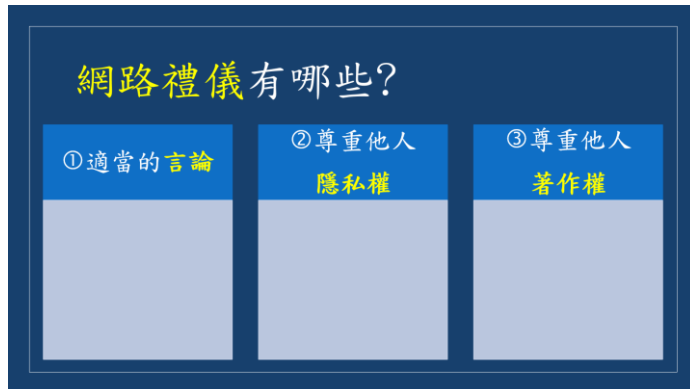 網路禮儀有哪些?
①適當的言論
②尊重他人
隱私權
③尊重他人
著作權